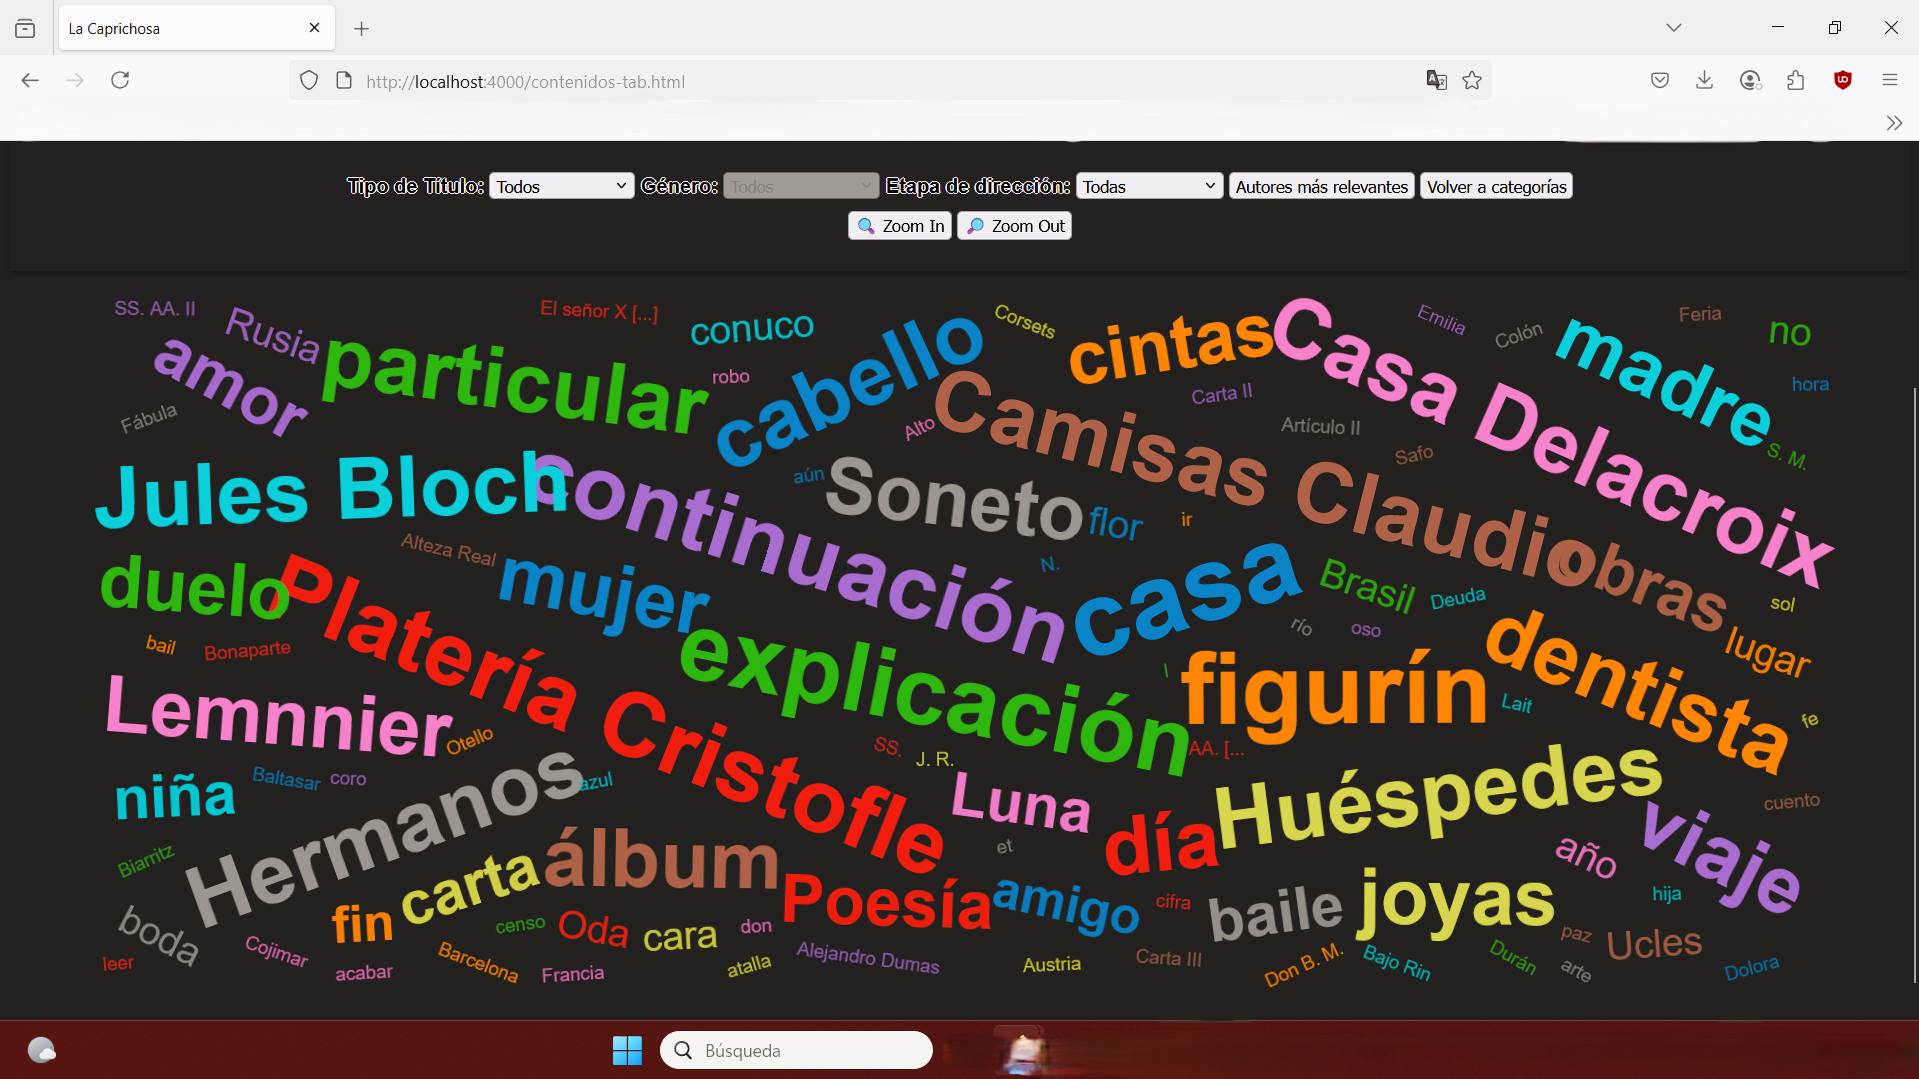 La Caprichosa
http://localhost:4000/contenidos-tab.html
Tipo de Título: Todos Género: Todos Etapa de dirección: Todas Autores más relevantes Volver a categorías
🔍 Zoom In 🔎 Zoom Out
SS. AA. II
Rusia
El señor X [...]
conuco
Corsets
cintas
Casa Delacroix
Emilia
Colón
madre
Feria
no
amor
particular
robo
cabello
Carta II
hora
Fábula
Alto
Camisas Claudio
Artículo II
Safo
S. M.
Jules Bloch
continuación
aún
Soneto
flor
ir
obras
duelo
Platería Cristofle
Alteza Real
mujer
N.
casa
Brasil
Deuda
sol
bail
Bonaparte
explicación
río
oso
dentista
lugar
Lemnnier
Otello
l
figurín
Lait
fe
niña
Baltasar
coro
Hermanos
azul
SS.
J. R.
AA. [...
Luna
Huéspedes
cuento
Biarritz
carta
álbum
et
día
año
viaje
boda
fin
censo
Oda
cara
don
Poesía
amigo
cifra
baile
joyas
hija
leer
Cojimar
acabar
Barcelona
Francia
atalla
Alejandro Dumas
Austria
Carta III
Don B. M.
Bajo Rin
Durán
paz
arte
Ucles
Dolora
Búsqueda